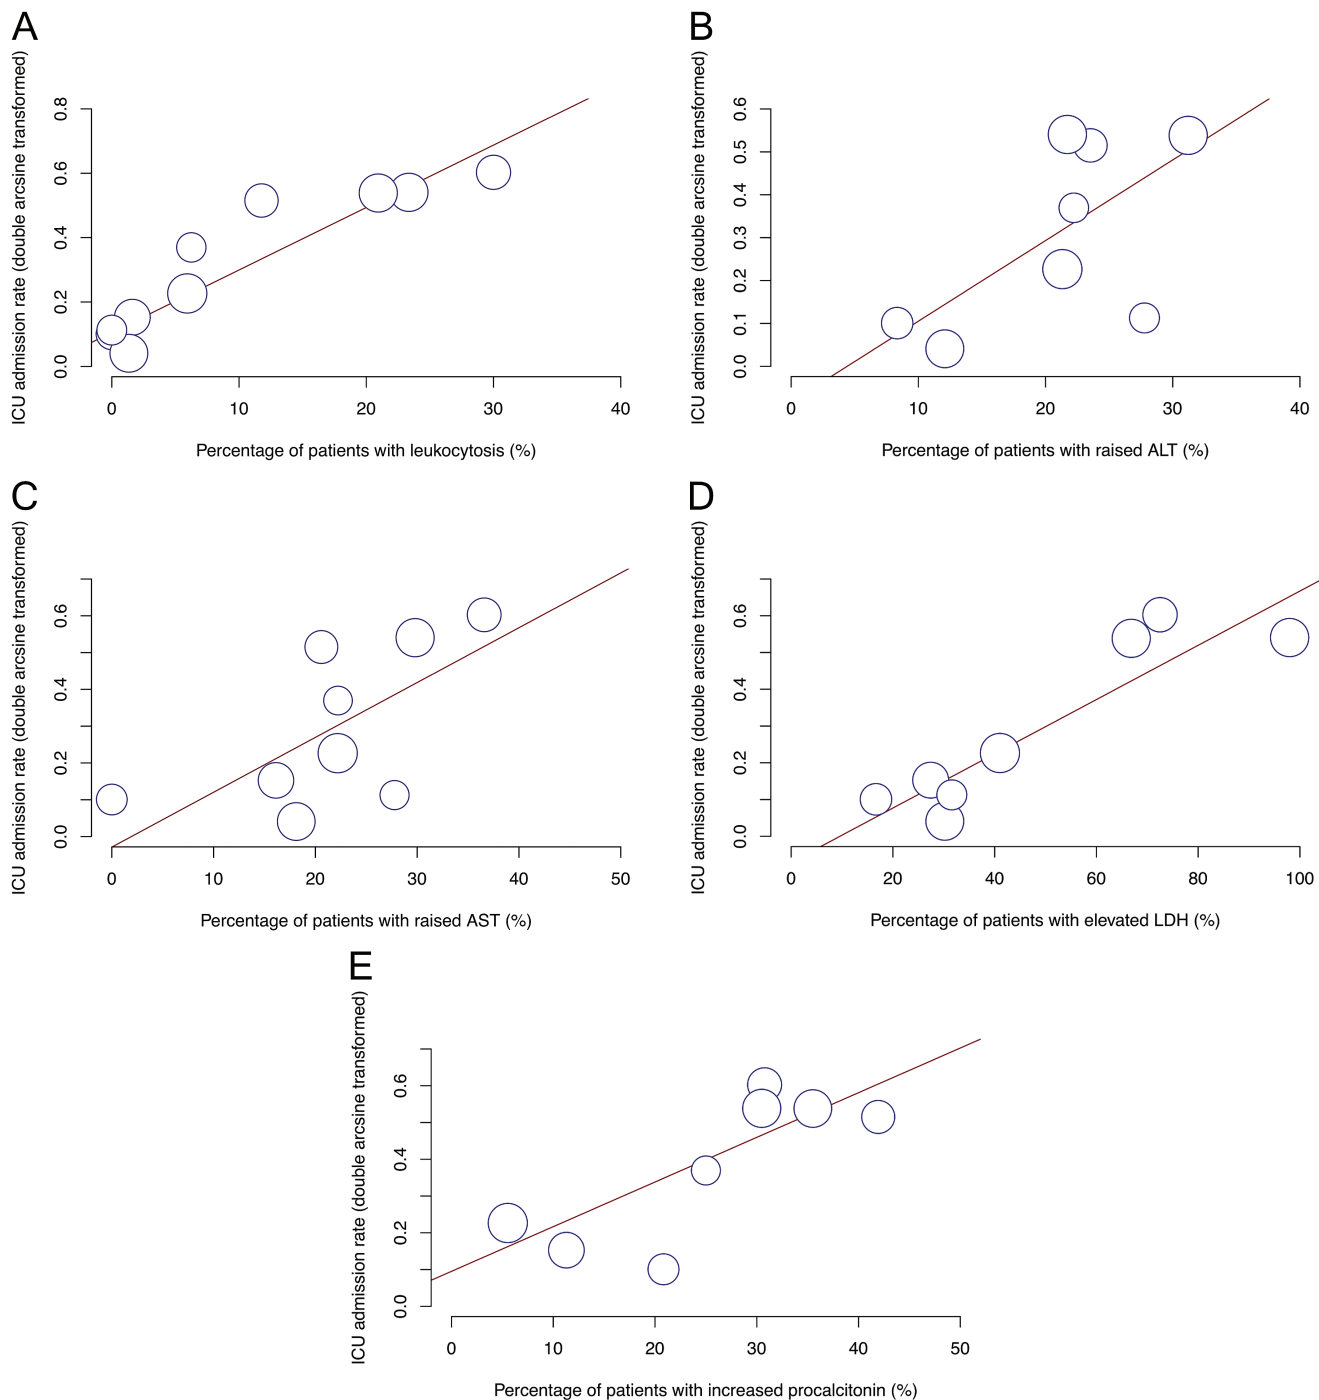 A
ICU admission rate (double arcsine transformed)
0.8
0.6
0.4
0.2
0.0
0 10 20 30 40
Percentage of patients with leukocytosis (%)
B
ICU admission rate (double arcsine transformed)
0.6
0.5
0.4
0.3
0.2
0.1
0.0
0 10 20 30 40
Percentage of patients with raised ALT (%)
C
ICU admission rate (double arcsine transformed)
0.6
0.4
0.2
0.0
0 10 20 30 40 50
Percentage of patients with raised AST (%)
D
ICU admission rate (double arcsine transformed)
0.6
0.4
0.2
0.0
0 20 40 60 80 100
Percentage of patients with elevated LDH (%)
E
ICU admission rate (double arcsine transformed)
0.6
0.4
0.2
0.0
0 10 20 30 40 50
Percentage of patients with increased procalcitonin (%)